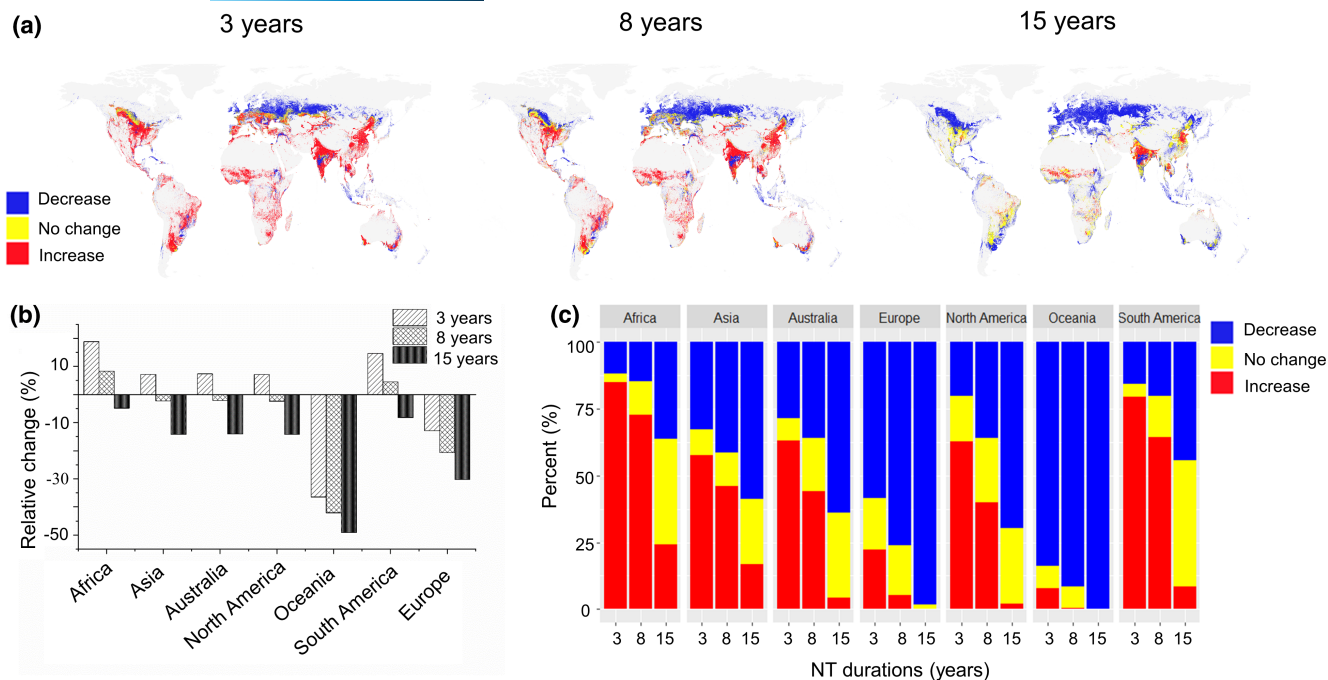 (a)
3 years
8 years
15 years
Decrease
No change
Increase
(b)
3 years
8 years
15 years
Relative change (%)
10
-10
-30
-50
Africa
Asia
Australia
North America
Oceania
South America
Europe
(c)
Africa
Asia
Australia
Europe
North America
Oceania
South America
Decrease
No change
Increase
Percent (%)
100
75
50
25
0
3 8 15 3 8 15 3 8 15 3 8 15 3 8 15 3 8 15 3 8 15
NT durations (years)